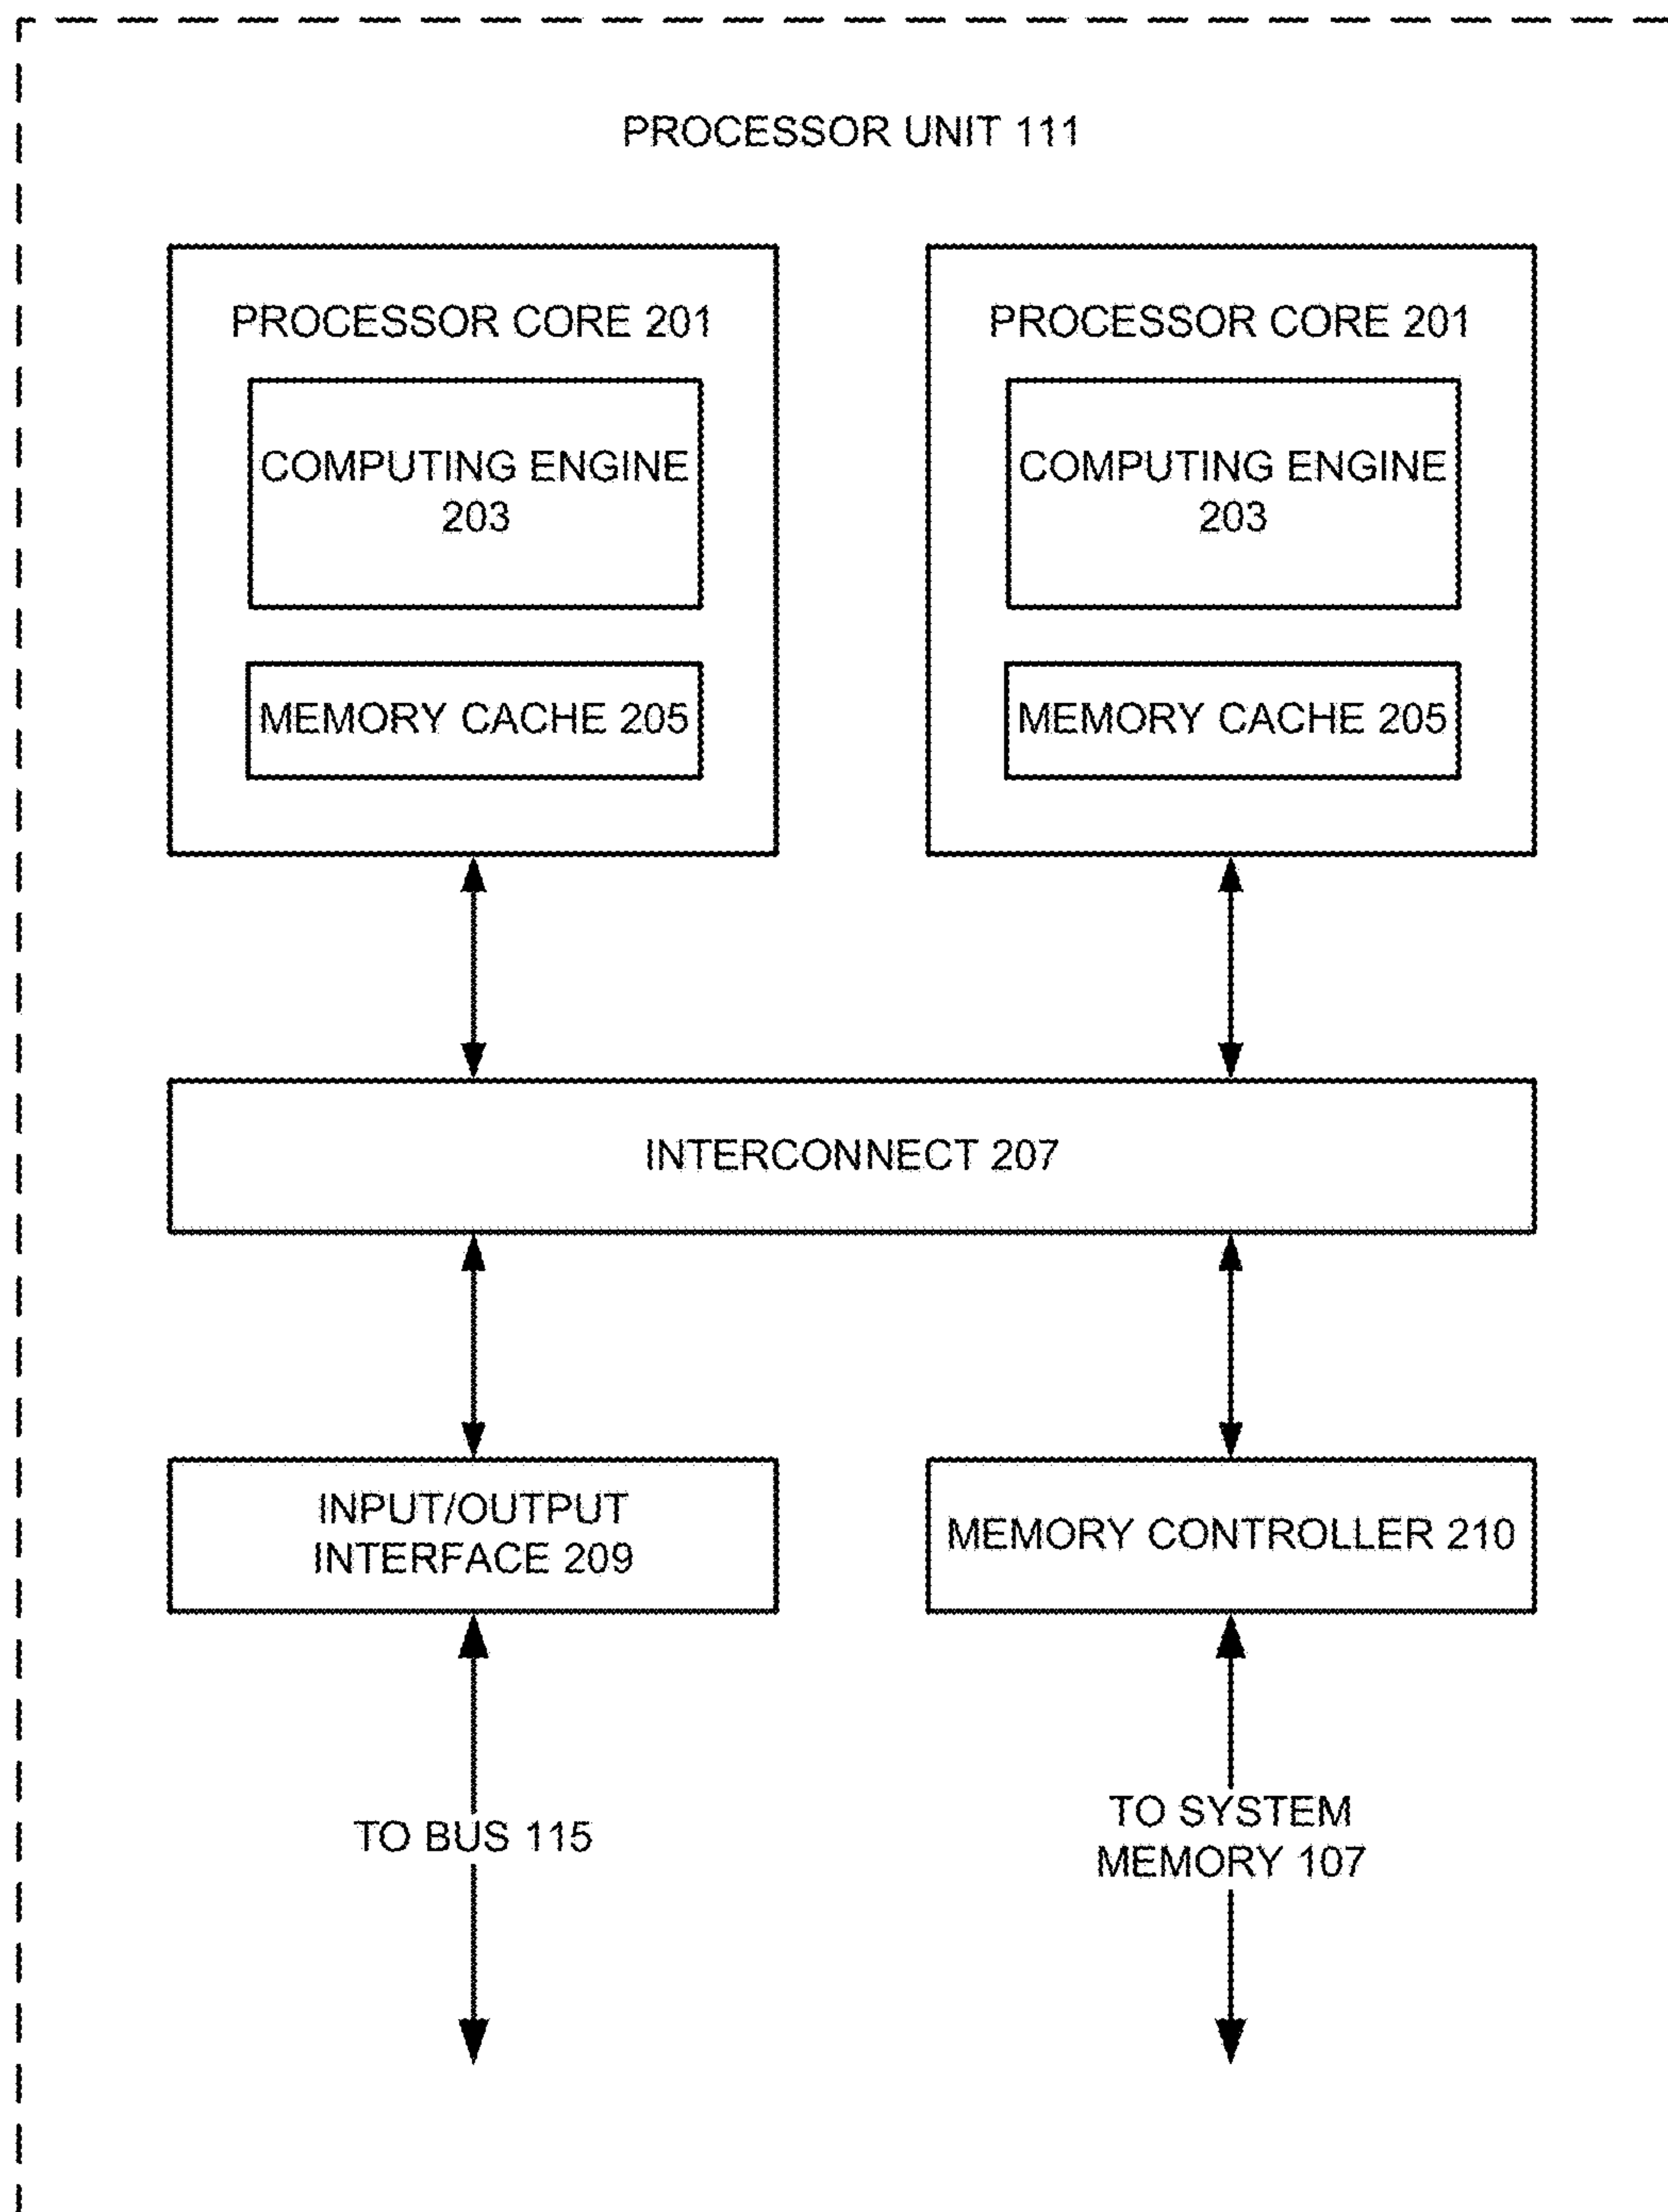 PROCESSOR UNIT 111
PROCESSOR CORE 201
COMPUTING ENGINE
203
MEMORY CACHE 205
PROCESSOR CORE 201
COMPUTING ENGINE
203
MEMORY CACHE 205
INTERCONNECT 207
INPUT/OUTPUT
INTERFACE 209
MEMORY CONTROLLER 210
TO BUS 115
TO SYSTEM
MEMORY 107